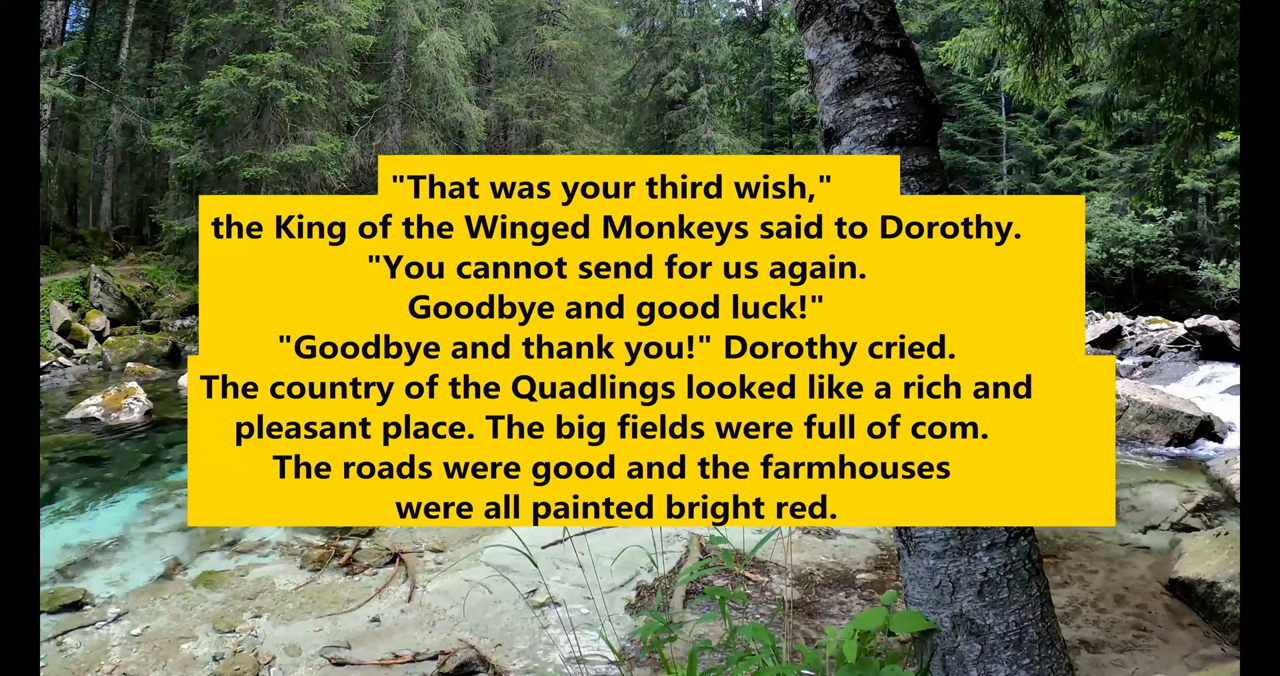 "That was your third wish,"
the King of the Winged Monkeys said to Dorothy.
"You cannot send for us again.
Goodbye and good luck!"
"Goodbye and thank you!" Dorothy cried.
The country of the Quadlings looked like a rich and
pleasant place. The big fields were full of com.
The roads were good and the farmhouses
were all painted bright red.